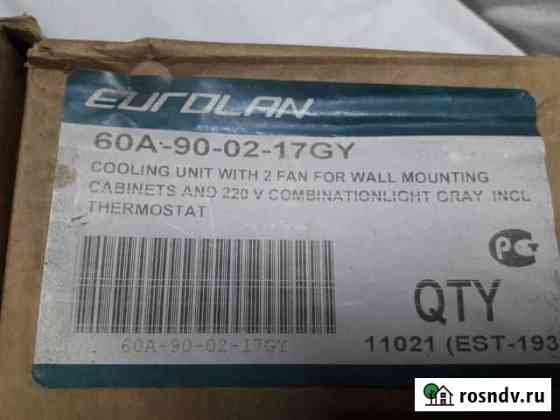 EUROLAN
60A-90-02-17GY
COOLING UNIT WITH 2 FAN FOR WALL MOUNTING
CABINETS AND 220 V COMBINATIONLIGHT GRAY INCL
THERMOSTAT
QTY
60A-90-02-17GY
11021 (EST-193
rosndv.ru